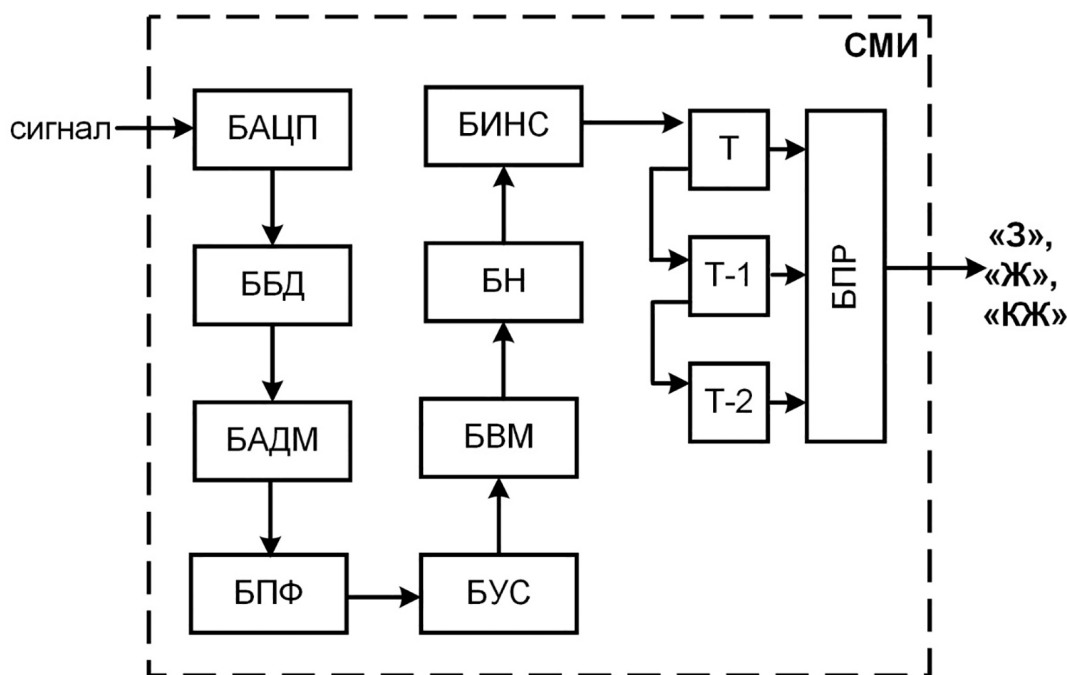 СМИ
сигнал
БАЦП
ББД
БАДМ
БПФ
БУС
БВМ
БН
БИНС
Т
Т-1
Т-2
БПР
«З»,
«Ж»,
«КЖ»